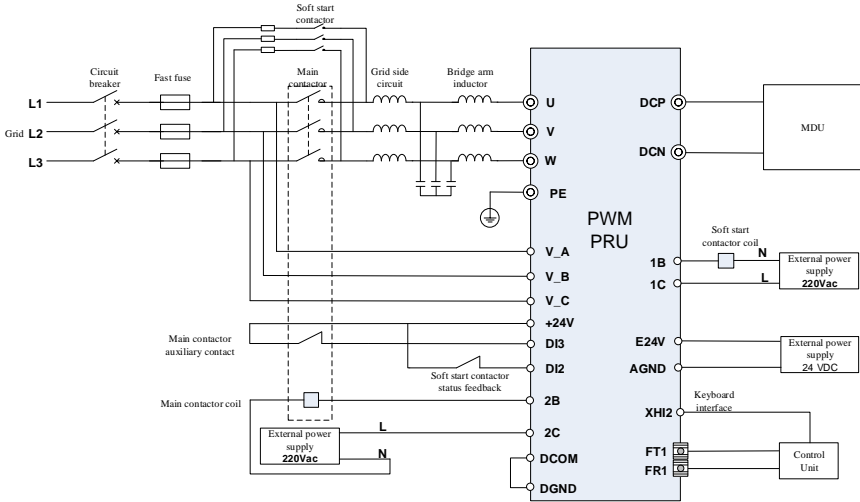 Soft start
contactor
Circuit
breaker
Fast fuse
Main
contactor
Grid side
circuit
Bridge arm
inductor
L1
Grid L2
L3
U
V
W
PE
DCP
DCN
MDU
PWM
PRU
V_A
V_B
V_C
+24V
DI3
DI2
2B
2C
DCOM
DGND
1B
1C
E24V
AGND
XHI2
FT1
FR1
Soft start
contactor coil
N
L
External power
supply
220Vac
External power
supply
24 VDC
Keyboard
interface
Control
Unit
Main contactor
auxiliary contact
Soft start contactor
status feedback
Main contactor coil
External power
supply
220Vac
L
N